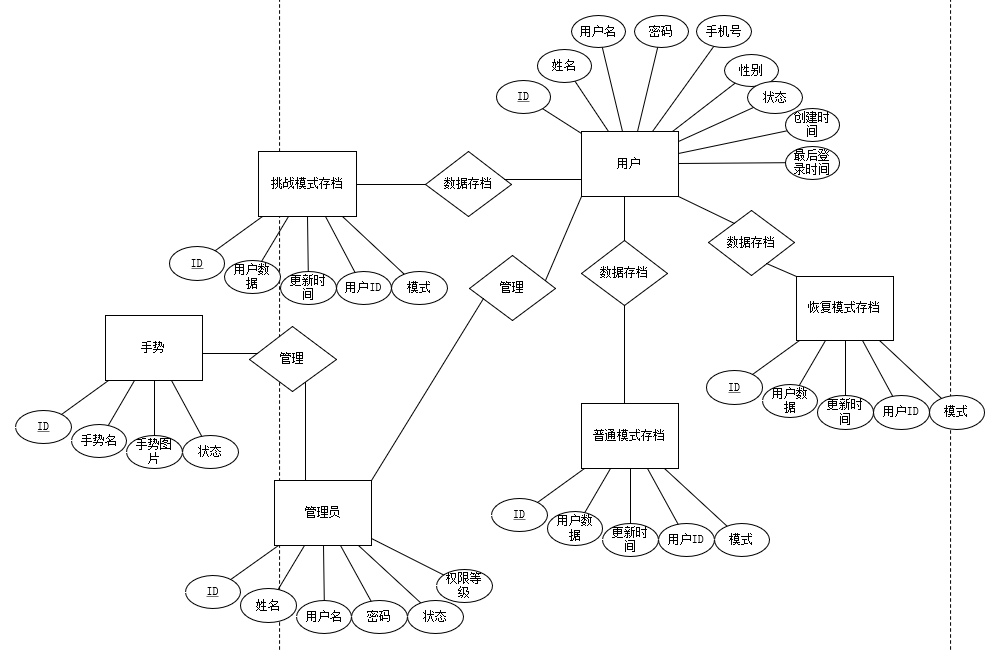 用户名
密码
手机号
姓名
性别
ID
状态
创建时
间
最后登
录时间
用户
挑战模式存档
数据存档
数据存档
数据存档
管理
ID
用户数
据
更新时
间
用户ID
模式
恢复模式存档
手势
管理
ID
用户数
据
更新时
间
用户ID
模式
ID
手势名
手势图
片
状态
普通模式存档
管理员
ID
用户数
据
更新时
间
用户ID
模式
ID
姓名
用户名
密码
状态
权限等
级